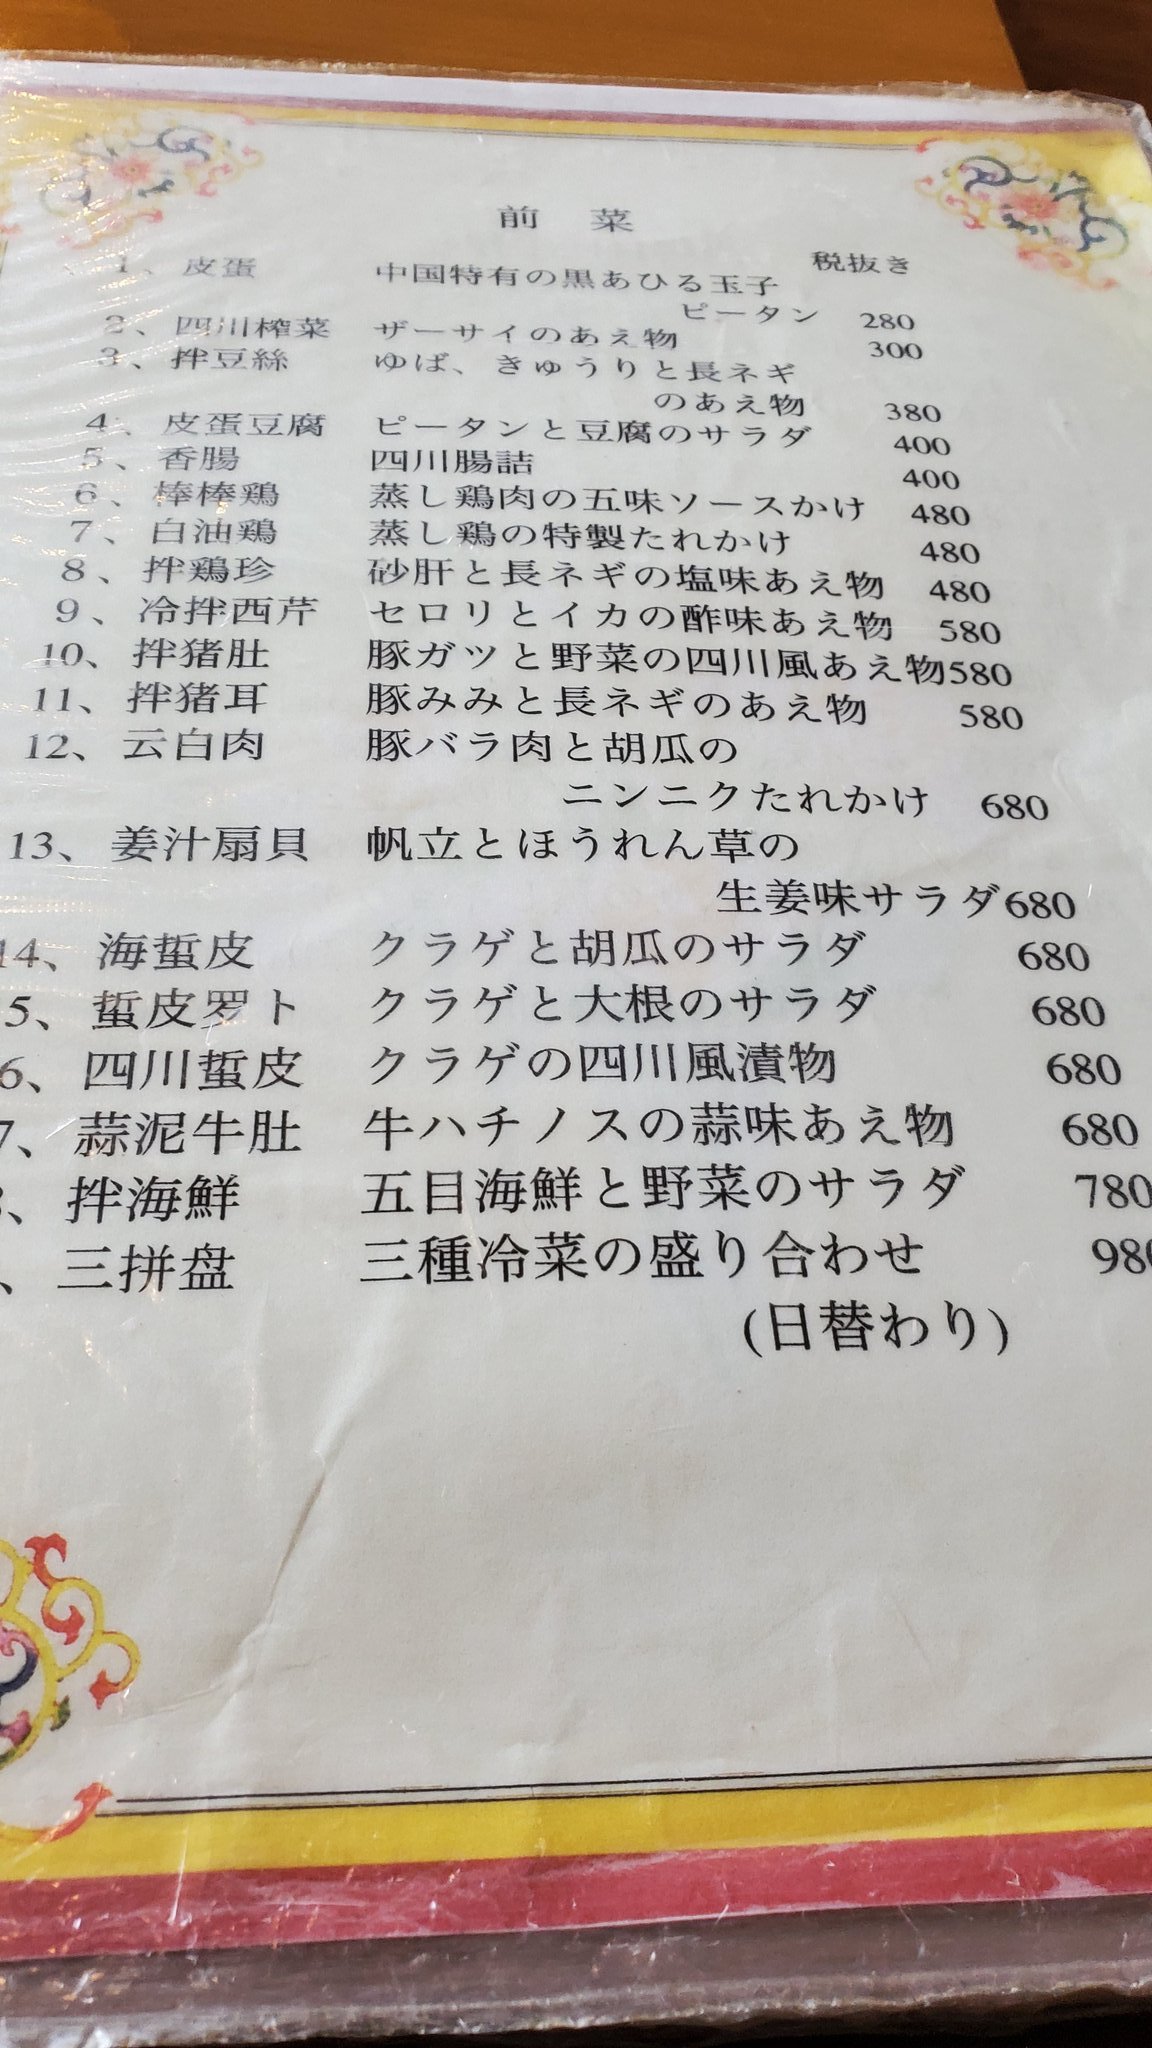 前 菜
税抜き
1、皮蛋 中国特有の黒あひる玉子
ピータン 280
2、四川榨菜 ザーサイのあえ物 300
3、拌豆絲 ゆば、きゅうりと長ネギ
のあえ物 380
4、皮蛋豆腐 ピータンと豆腐のサラダ 400
5、香腸 四川腸詰 400
6、棒棒鶏 蒸し鶏肉の五味ソースかけ 480
7、白油鶏 蒸し鶏の特製たれかけ 480
8、拌鶏珍 砂肝と長ネギの塩味あえ物 480
9、冷拌西芹 セロリとイカの酢味あえ物 580
10、拌猪肚 豚ガツと野菜の四川風あえ物580
11、拌猪耳 豚みみと長ネギのあえ物 580
12、云白肉 豚バラ肉と胡瓜の
ニンニクたれかけ 680
13、姜汁扇貝 帆立とほうれん草の
生姜味サラダ680
14、海蜇皮 クラゲと胡瓜のサラダ 680
5、蜇皮罗卜 クラゲと大根のサラダ 680
6、四川蜇皮 クラゲの四川風漬物 680
7、蒜泥牛肚 牛ハチノスの蒜味あえ物 680
、拌海鮮 五目海鮮と野菜のサラダ 780
、三拼盘 三種冷菜の盛り合わせ 980
(日替わり)